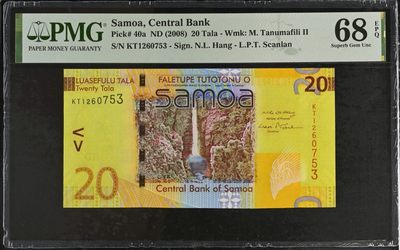 PMG
PAPER MONEY GUARANTY
Samoa, Central Bank
Pick# 40a ND (2008) 20 Tala - Wmk: M. Tanumafili II
S/N KT1260753 - Sign. N.L. Hang - L.P.T. Scanlan
68 EPQ
Superb Gem Unc
LUASEFULU TALA
Twenty Tala
KT1260753
FALETUPE TUTOTONU O
SAMOA
20
KT1260753
20
Central Bank of Samoa